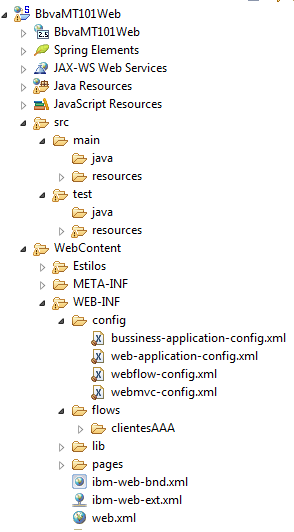 BbvaMT101Web
BbvaMT101Web
Spring Elements
JAX-WS Web Services
Java Resources
JavaScript Resources
src
main
java
resources
test
java
resources
WebContent
Estilos
META-INF
WEB-INF
config
bussiness-application-config.xml
web-application-config.xml
webflow-config.xml
webmvc-config.xml
flows
clientesAAA
lib
pages
ibm-web-bnd.xml
ibm-web-ext.xml
web.xml